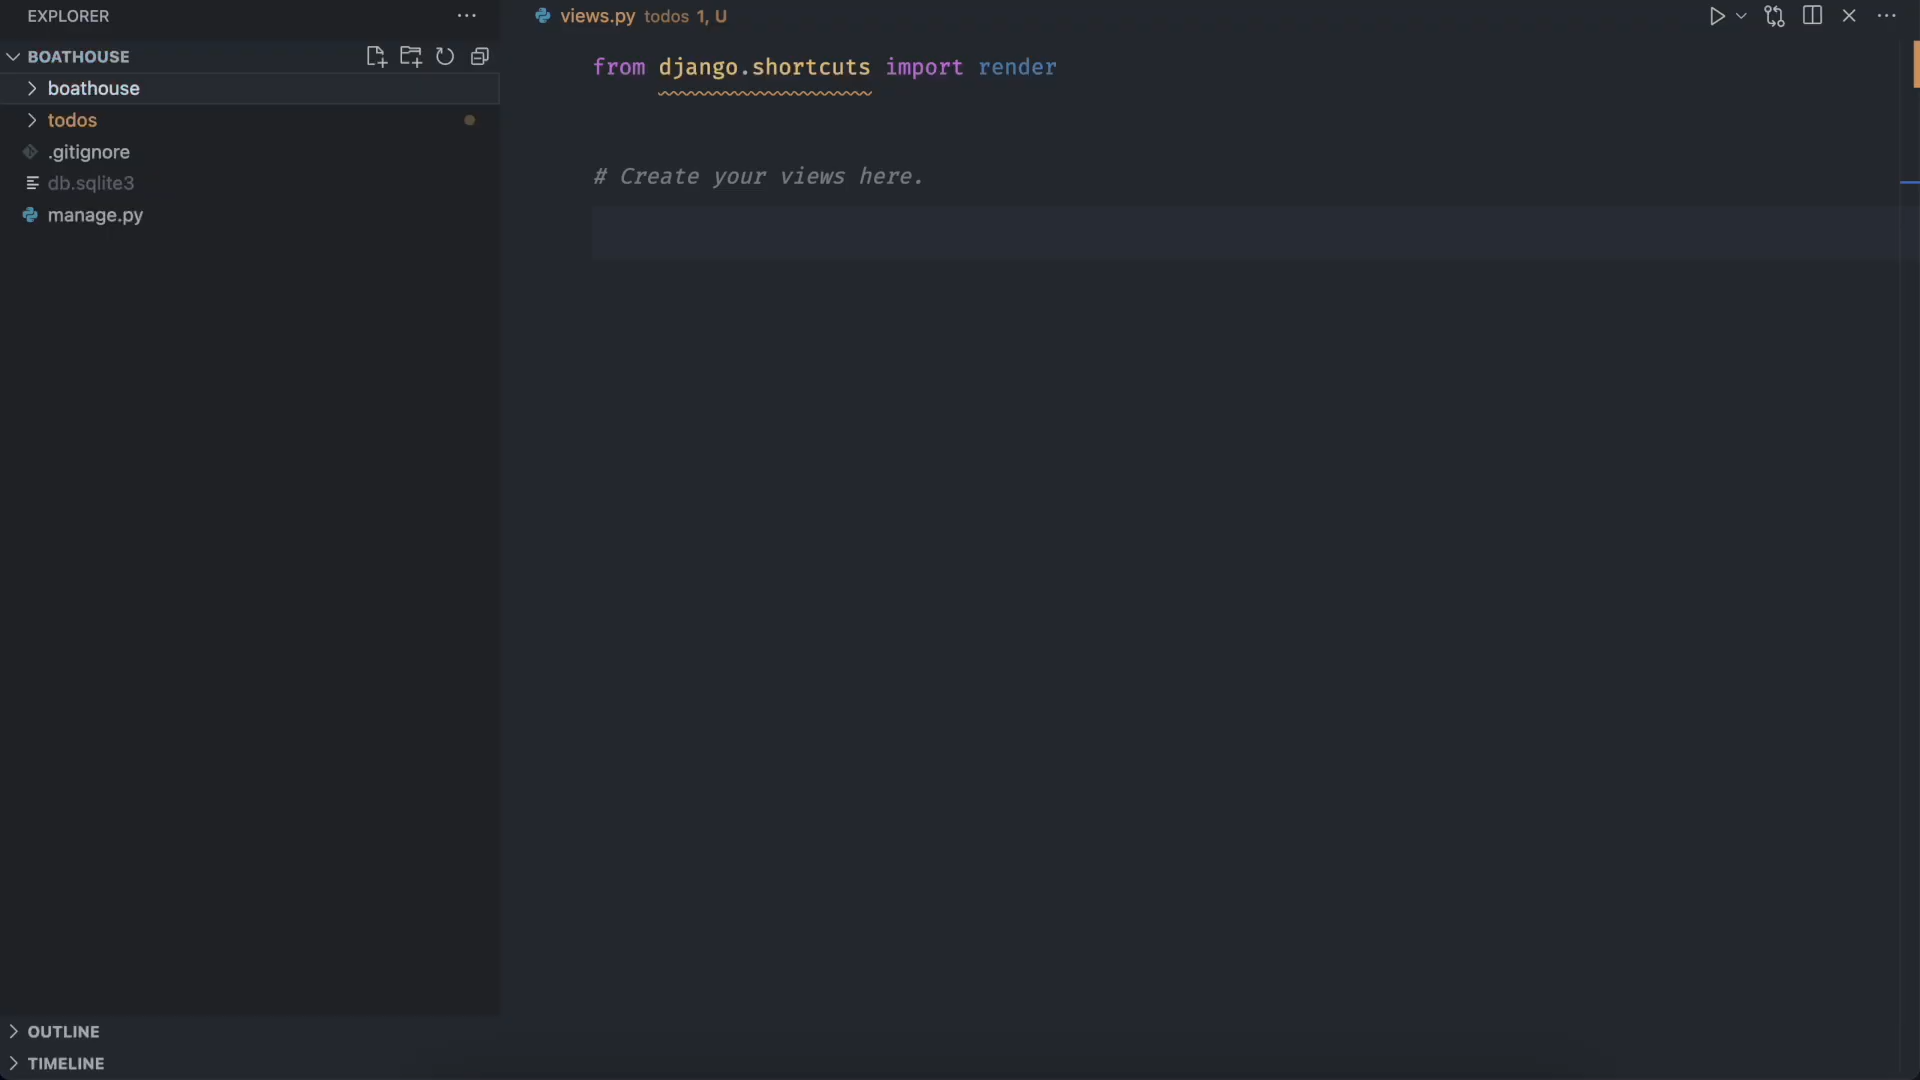 EXPLORER
BOATHOUSE
boathouse
todos
.gitignore
db.sqlite3
manage.py
OUTLINE
TIMELINE
views.py todos 1, U
from django.shortcuts import render
# Create your views here.